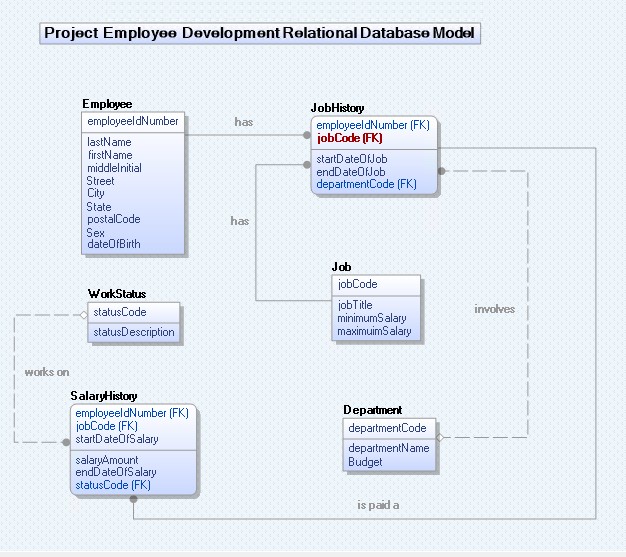 Project Employee Development Relational Database Model
Employee
employeeIdNumber
lastName
firstName
middleInitial
Street
City
State
postalCode
Sex
dateOfBirth
has
JobHistory
employeeIdNumber (FK)
jobCode (FK)
startDateOfJob
endDateOfJob
departmentCode (FK)
has
Job
jobCode
jobTitle
minimumSalary
maximuimSalary
involves
WorkStatus
statusCode
statusDescription
works on
SalaryHistory
employeeIdNumber (FK)
jobCode (FK)
startDateOfSalary
salaryAmount
endDateOfSalary
statusCode (FK)
Department
departmentCode
departmentName
Budget
is paid a